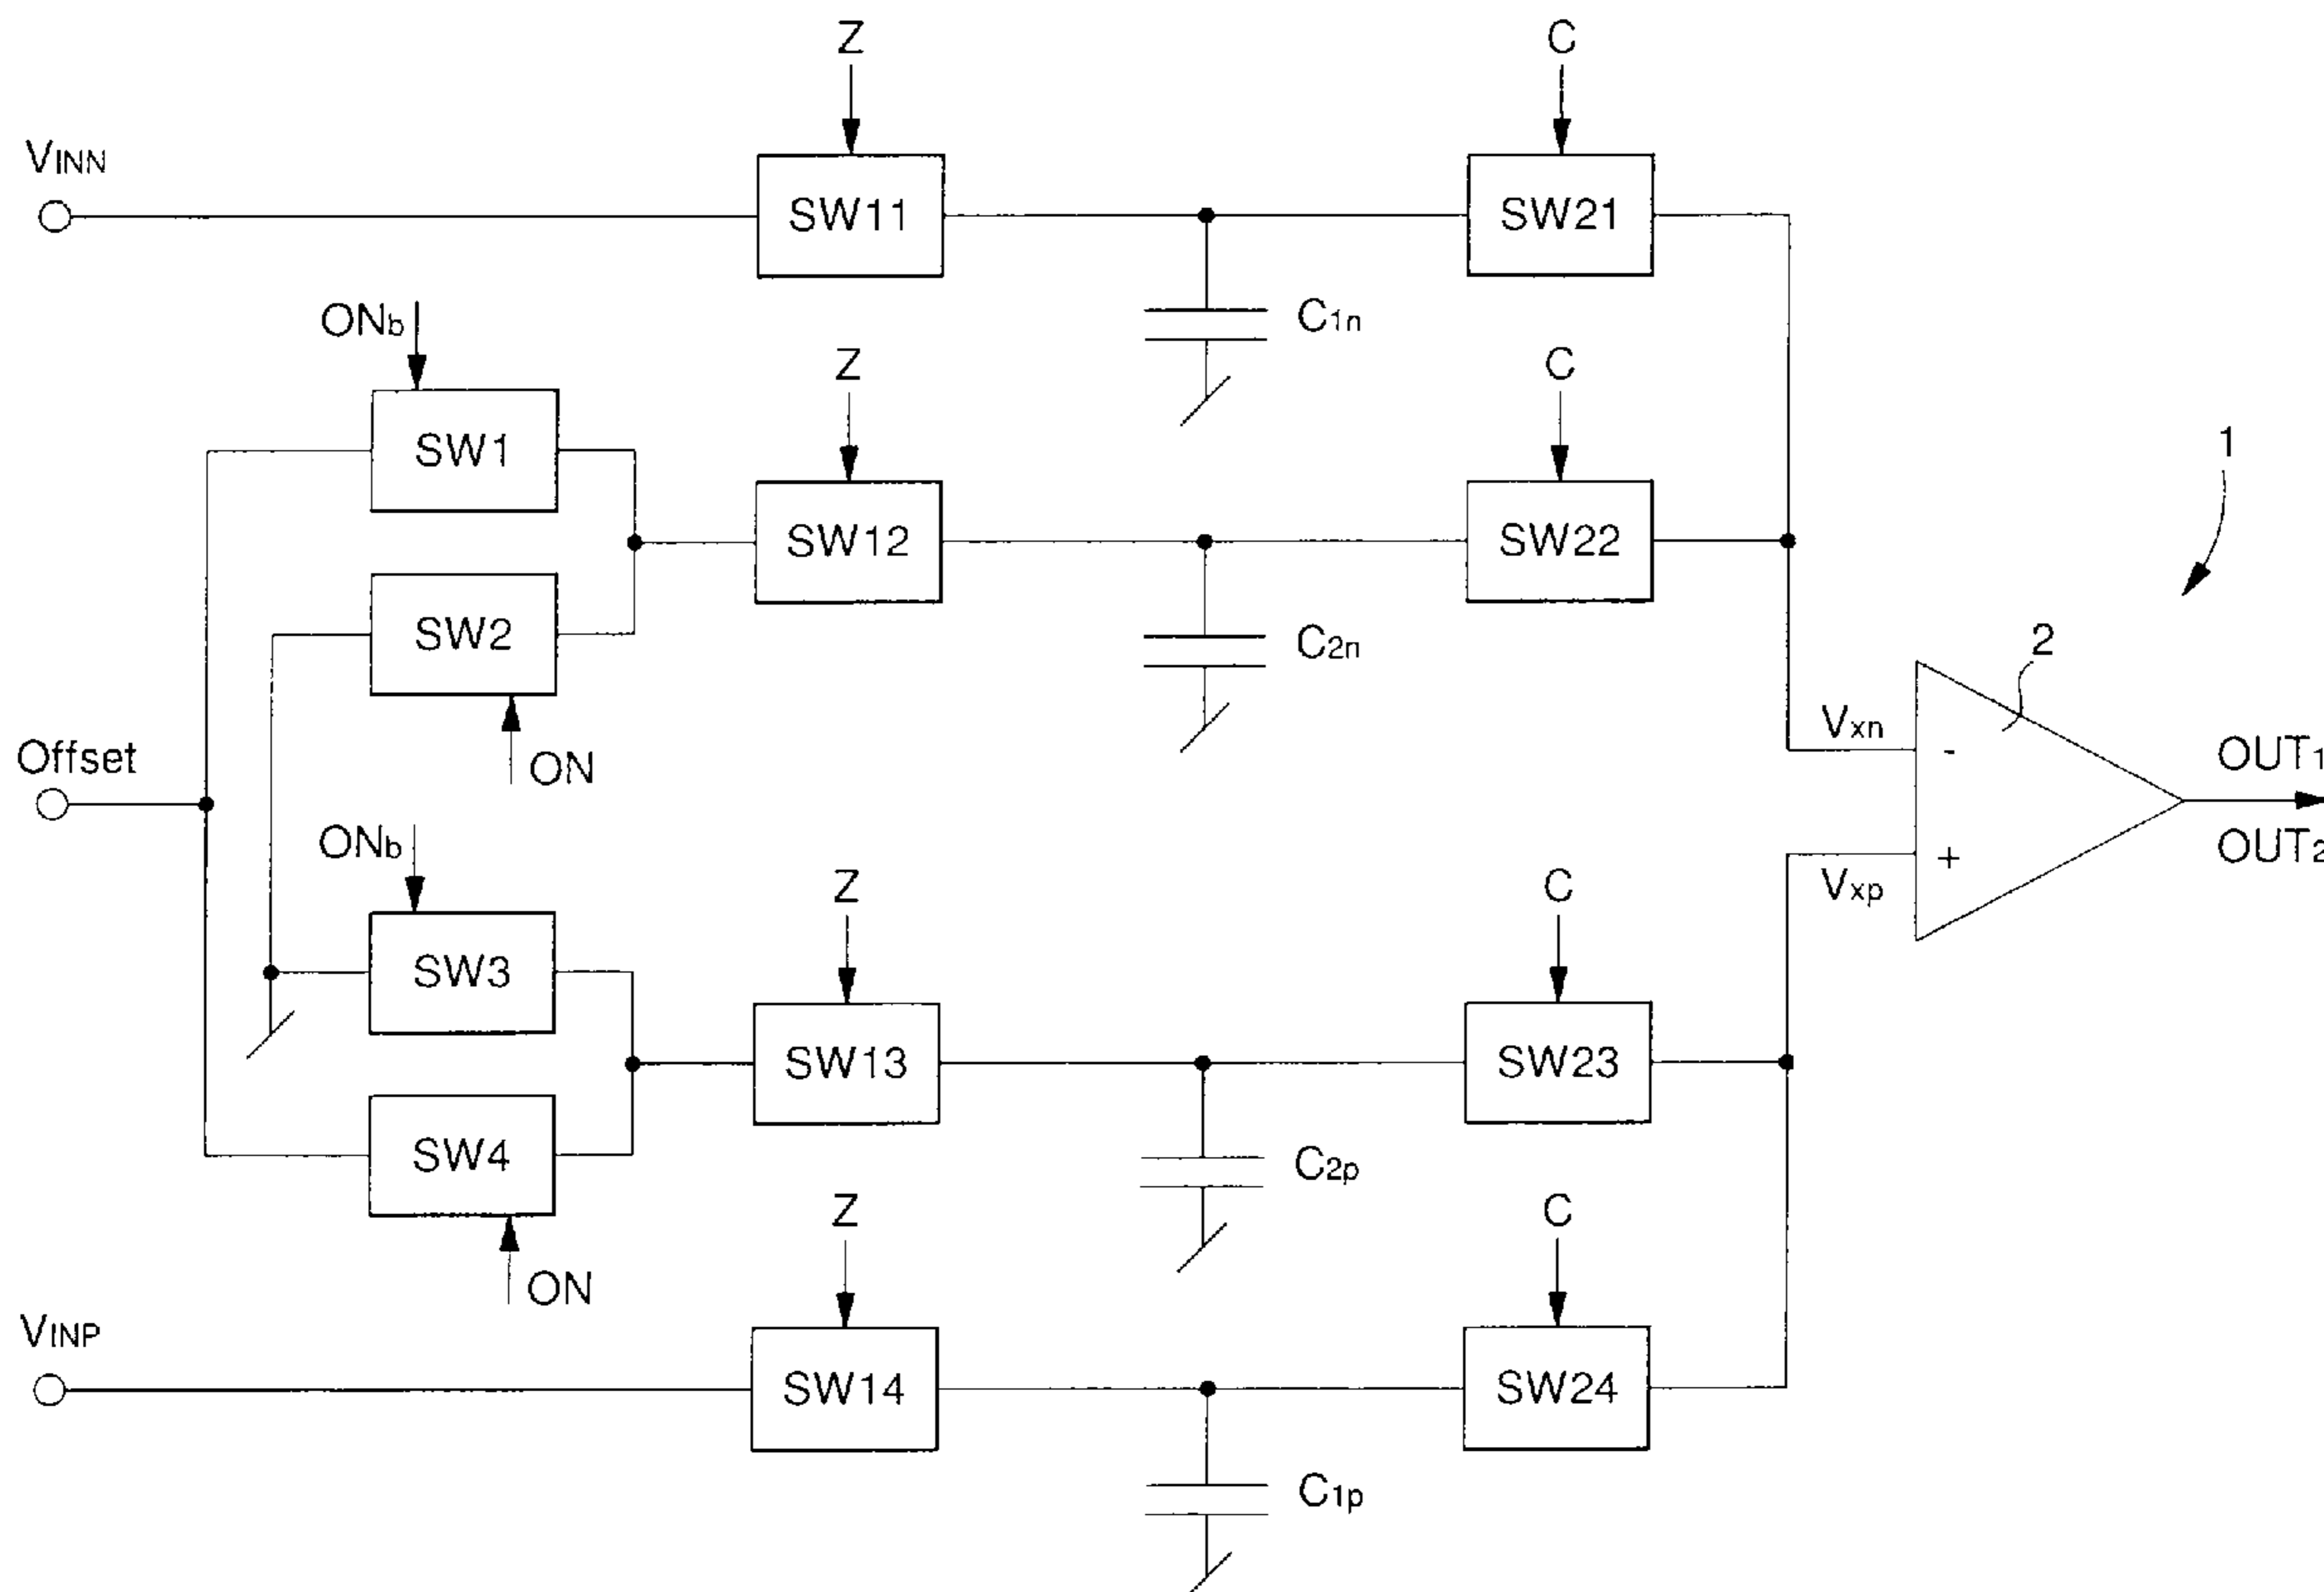 Z
C
VINN
SW11
SW21
ONb
C1n
Z
C
SW1
1
SW12
SW22
SW2
C2n
2
Vxn
Offset
ON
-
OUT1
ONb
OUT2
+
Z
C
Vxp
SW3
SW13
SW23
SW4
C2p
Z
C
ON
VINP
SW14
SW24
C1p